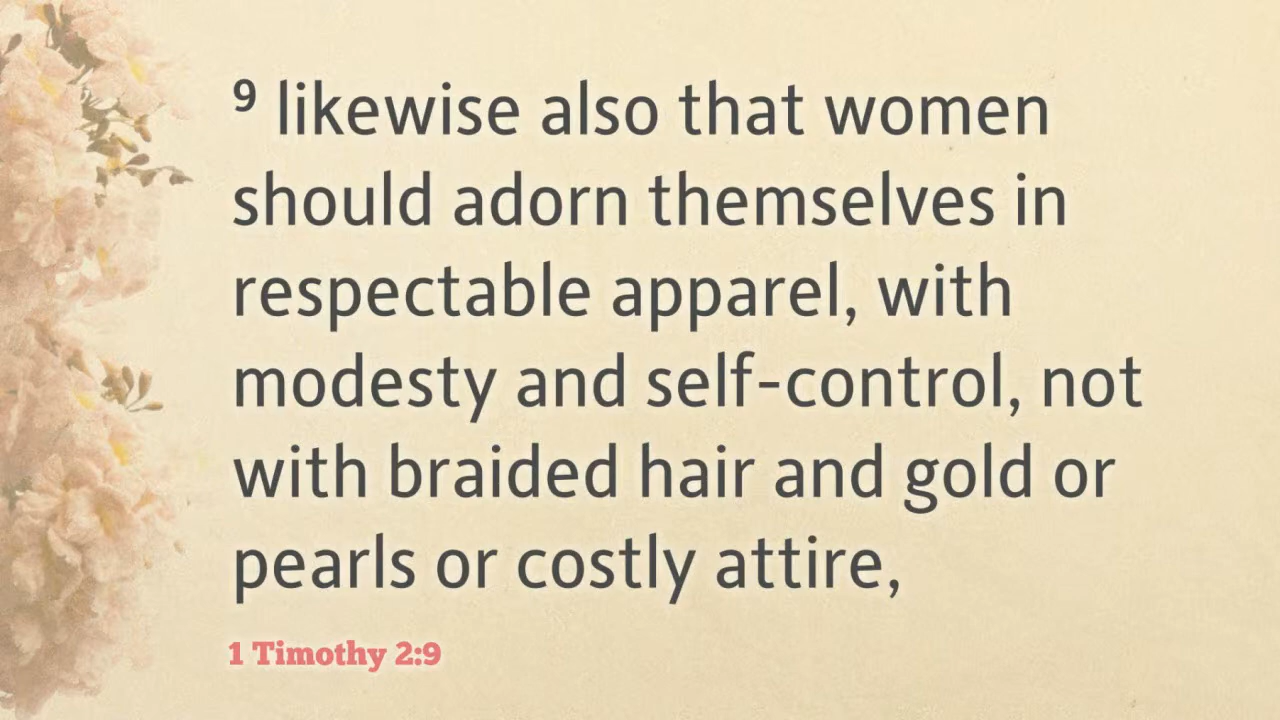 ⁹ likewise also that women
should adorn themselves in
respectable apparel, with
modesty and self-control, not
with braided hair and gold or
pearls or costly attire,
1 Timothy 2:9